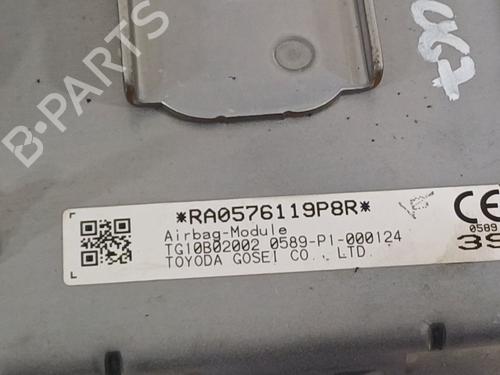 B-PARTS
*RA0576119P8R*
Airbag-Module
TG10B02002 0589-P1-000124
TOYODA GOSEI CO., LTD.
CE
0589